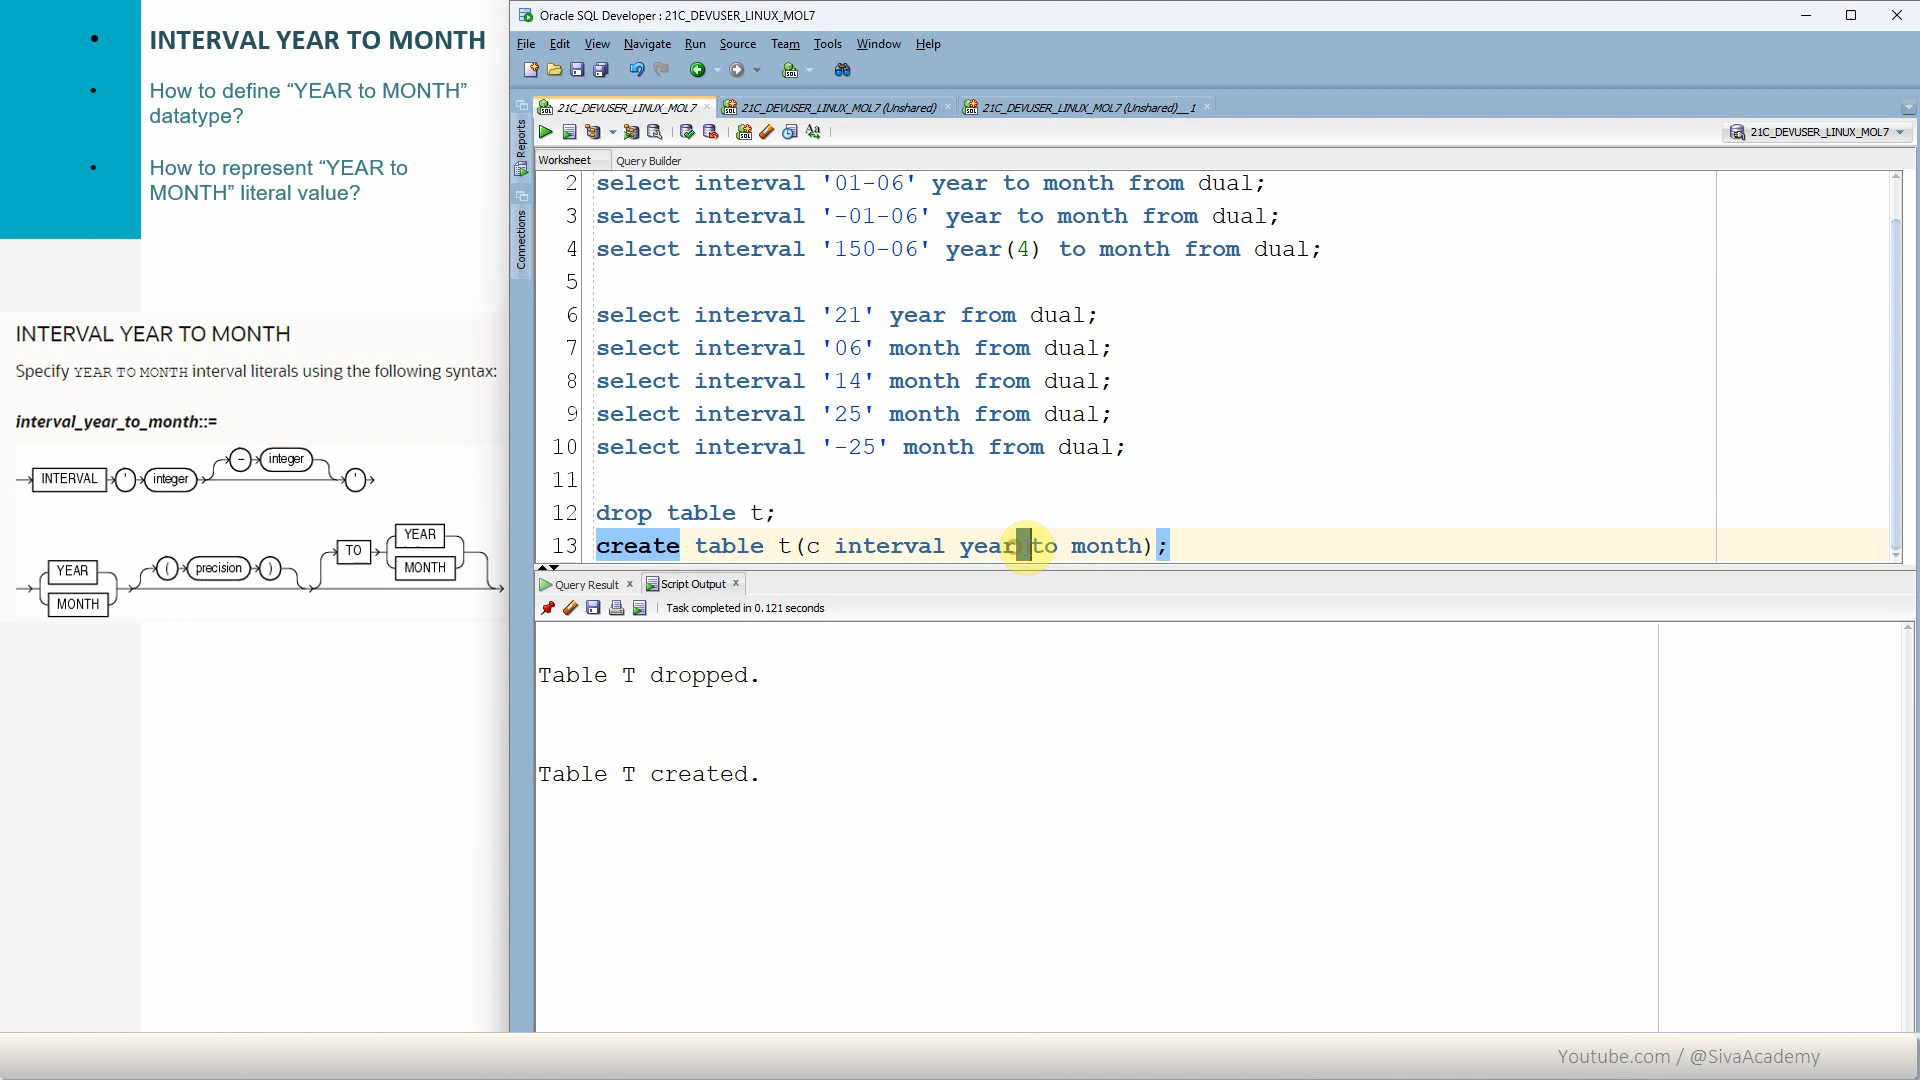 • INTERVAL YEAR TO MONTH
• How to define “YEAR to MONTH”
datatype?
• How to represent “YEAR to
MONTH” literal value?
INTERVAL YEAR TO MONTH
Specify YEAR TO MONTH interval literals using the following syntax:
interval_year_to_month::=
INTERVAL ' integer - integer '
YEAR MONTH ( precision ) TO YEAR MONTH
Oracle SQL Developer : 21C_DEVUSER_LINUX_MOL7
File Edit View Navigate Run Source Team Tools Window Help
21C_DEVUSER_LINUX_MOL7 21C_DEVUSER_LINUX_MOL7 (Unshared) 21C_DEVUSER_LINUX_MOL7 (Unshared)__1
Reports
Connections
21C_DEVUSER_LINUX_MOL7
Worksheet Query Builder
2 select interval '01-06' year to month from dual;
3 select interval '-01-06' year to month from dual;
4 select interval '150-06' year(4) to month from dual;
5
6 select interval '21' year from dual;
7 select interval '06' month from dual;
8 select interval '14' month from dual;
9 select interval '25' month from dual;
10 select interval '-25' month from dual;
11
12 drop table t;
13 create table t(c interval year to month);
Query Result x Script Output x
Task completed in 0.121 seconds
Table T dropped.
Table T created.
Youtube.com / @SivaAcademy